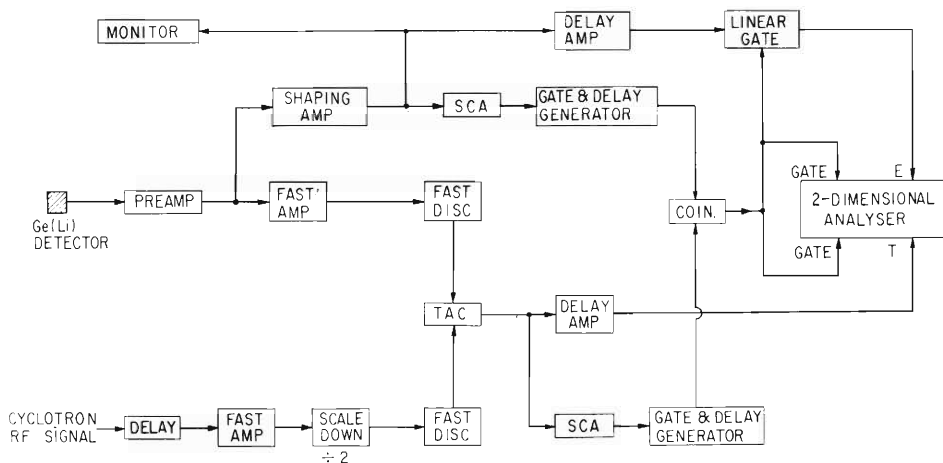 MONITOR
DELAY
AMP
LINEAR
GATE
SHAPING
AMP
SCA
GATE & DELAY
GENERATOR
GATE
E
Ge(Li)
DETECTOR
PREAMP
FAST'
AMP
FAST
DISC
COIN.
2-DIMENSIONAL
ANALYSER
GATE
T
TAC
DELAY
AMP
CYCLOTRON
RF SIGNAL
DELAY
FAST
AMP
SCALE
DOWN
÷ 2
FAST
DISC
SCA
GATE & DELAY
GENERATOR